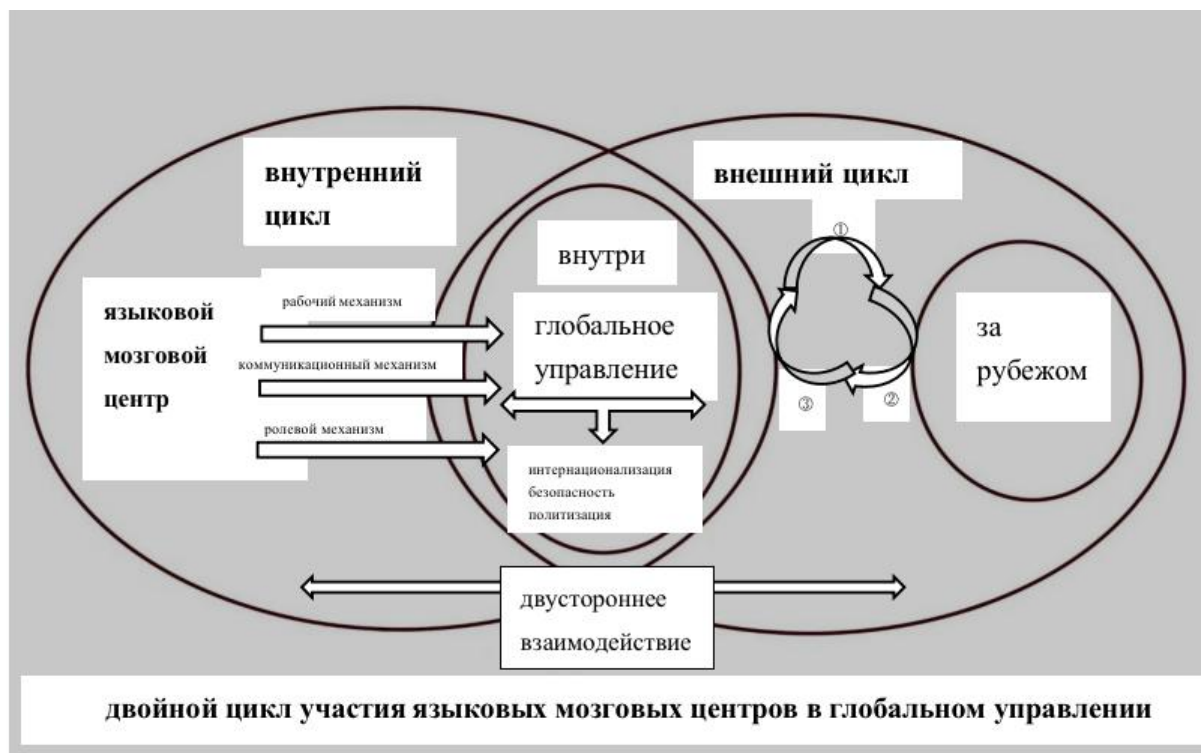 внутренний
цикл
внешний цикл
①
внутри
языковой
мозговой
центр
рабочий механизм
коммуникационный механизм
ролевой механизм
глобальное
управление
за
рубежом
③
②
интернационализация
безопасность
политизация
двустороннее
взаимодействие
двойной цикл участия языковых мозговых центров в глобальном управлении